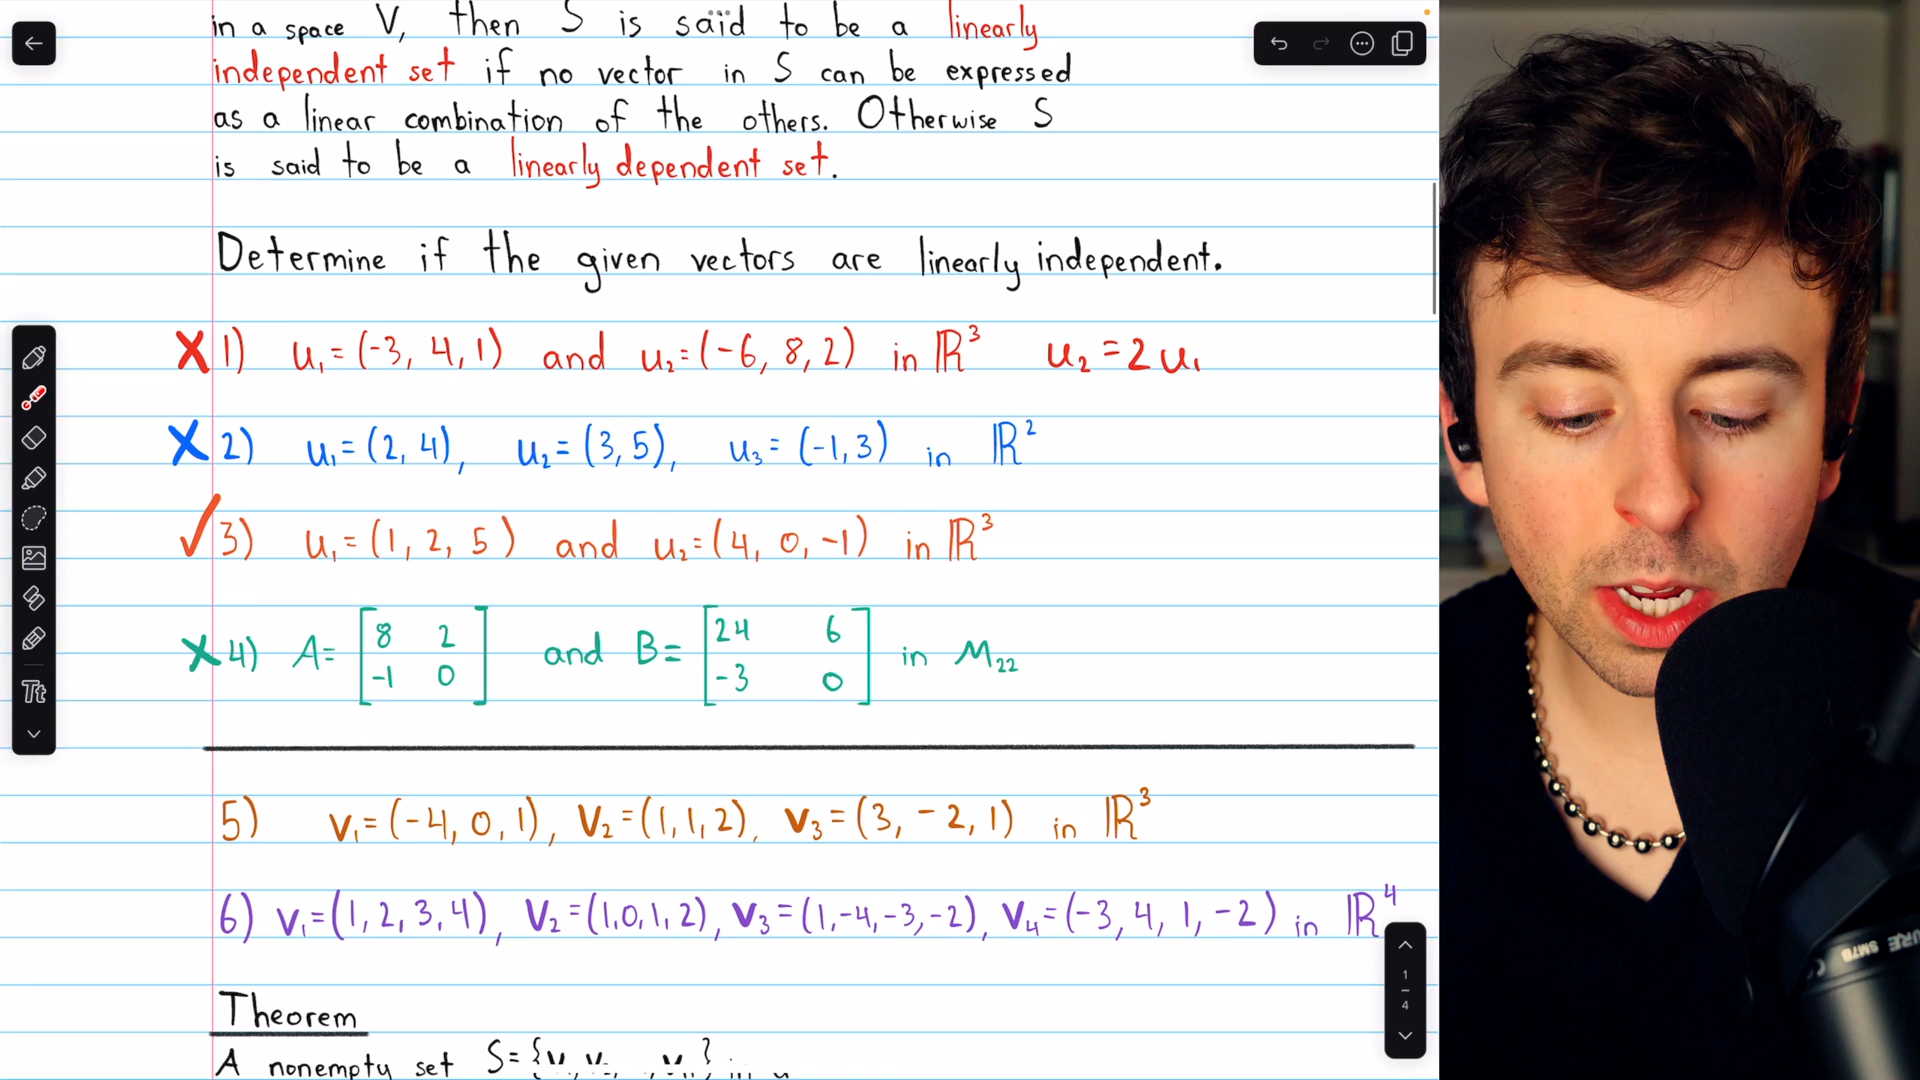 in a space V, then S is said to be a linearly
independent set if no vector in S can be expressed
as a linear combination of the others. Otherwise S
is said to be a linearly dependent set.
Determine if the given vectors are linearly independent.
X 1) u₁=(-3, 4, 1) and u₂=(-6, 8, 2) in ℝ³ u₂=2u₁
X 2) u₁=(2, 4), u₂=(3, 5), u₃=(-1, 3) in ℝ²
✓ 3) u₁=(1, 2, 5) and u₂=(4, 0, -1) in ℝ³
X 4) A=[8 2; -1 0] and B=[24 6; -3 0] in M₂₂
5) v₁=(-4, 0, 1), v₂=(1, 1, 2), v₃=(3, -2, 1) in ℝ³
6) v₁=(1, 2, 3, 4), v₂=(1,0,1,2), v₃=(1,-4,-3,-2), v₄=(-3, 4, 1, -2) in ℝ⁴
Theorem
A nonempty set S={v
Tt
1
4
SM7B